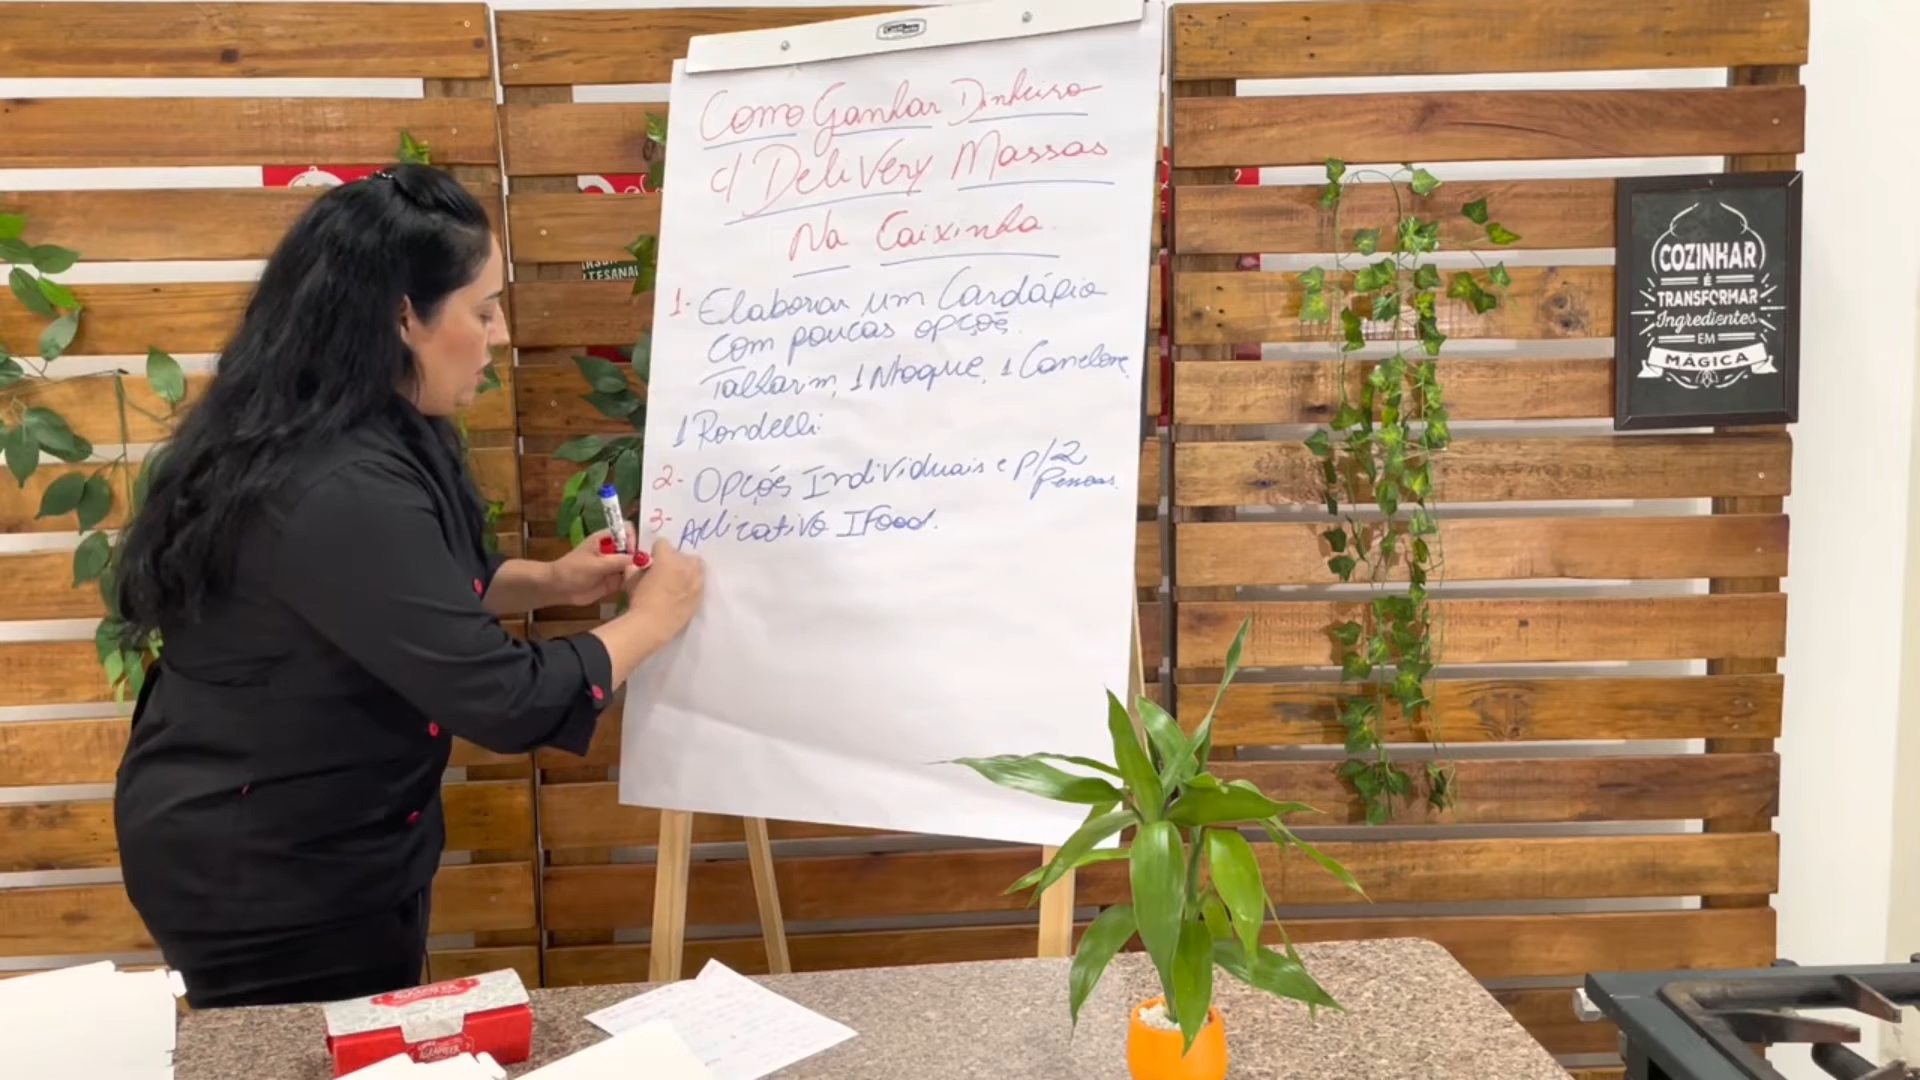 Como Ganhar Dinheiro
c/ Delivery Massas
Na Caixinha.
1- Elaborar um Cardápio
com poucas opções.
Talharim, 1 Nhoque, 1 Canelone,
1 Rondelli
2- Opções Individuais e p/2
Pessoas.
3- Aplicativo IFood.
COZINHAR
É
TRANSFORMAR
Ingredientes
EM
MÁGICA